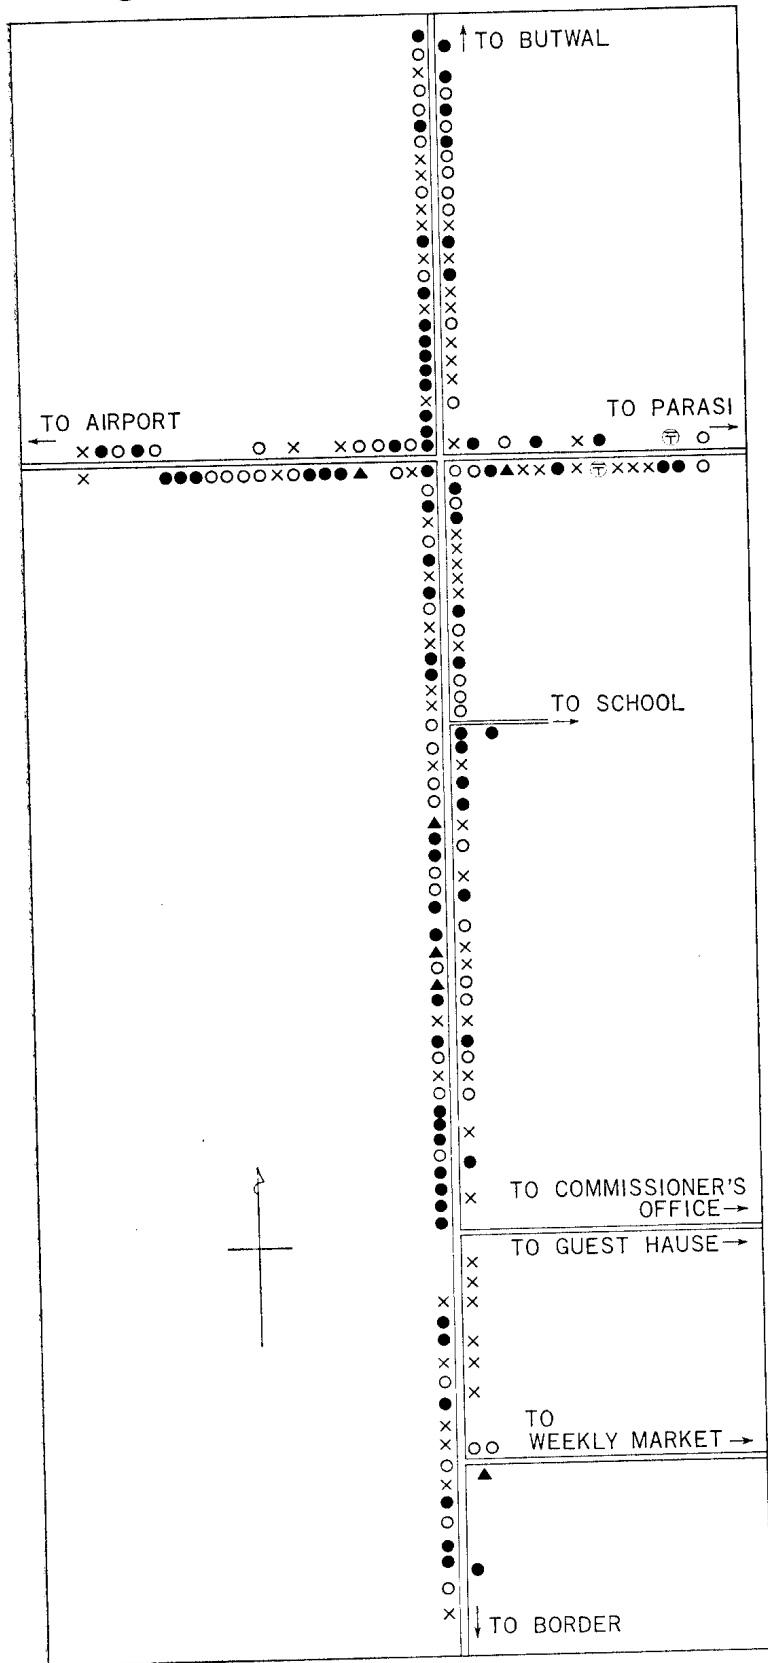 TO BUTWAL
TO AIRPORT
TO PARASI
〒
〒
TO SCHOOL
TO COMMISSIONER'S
OFFICE
TO GUEST HAUSE
TO
WEEKLY MARKET
TO BORDER